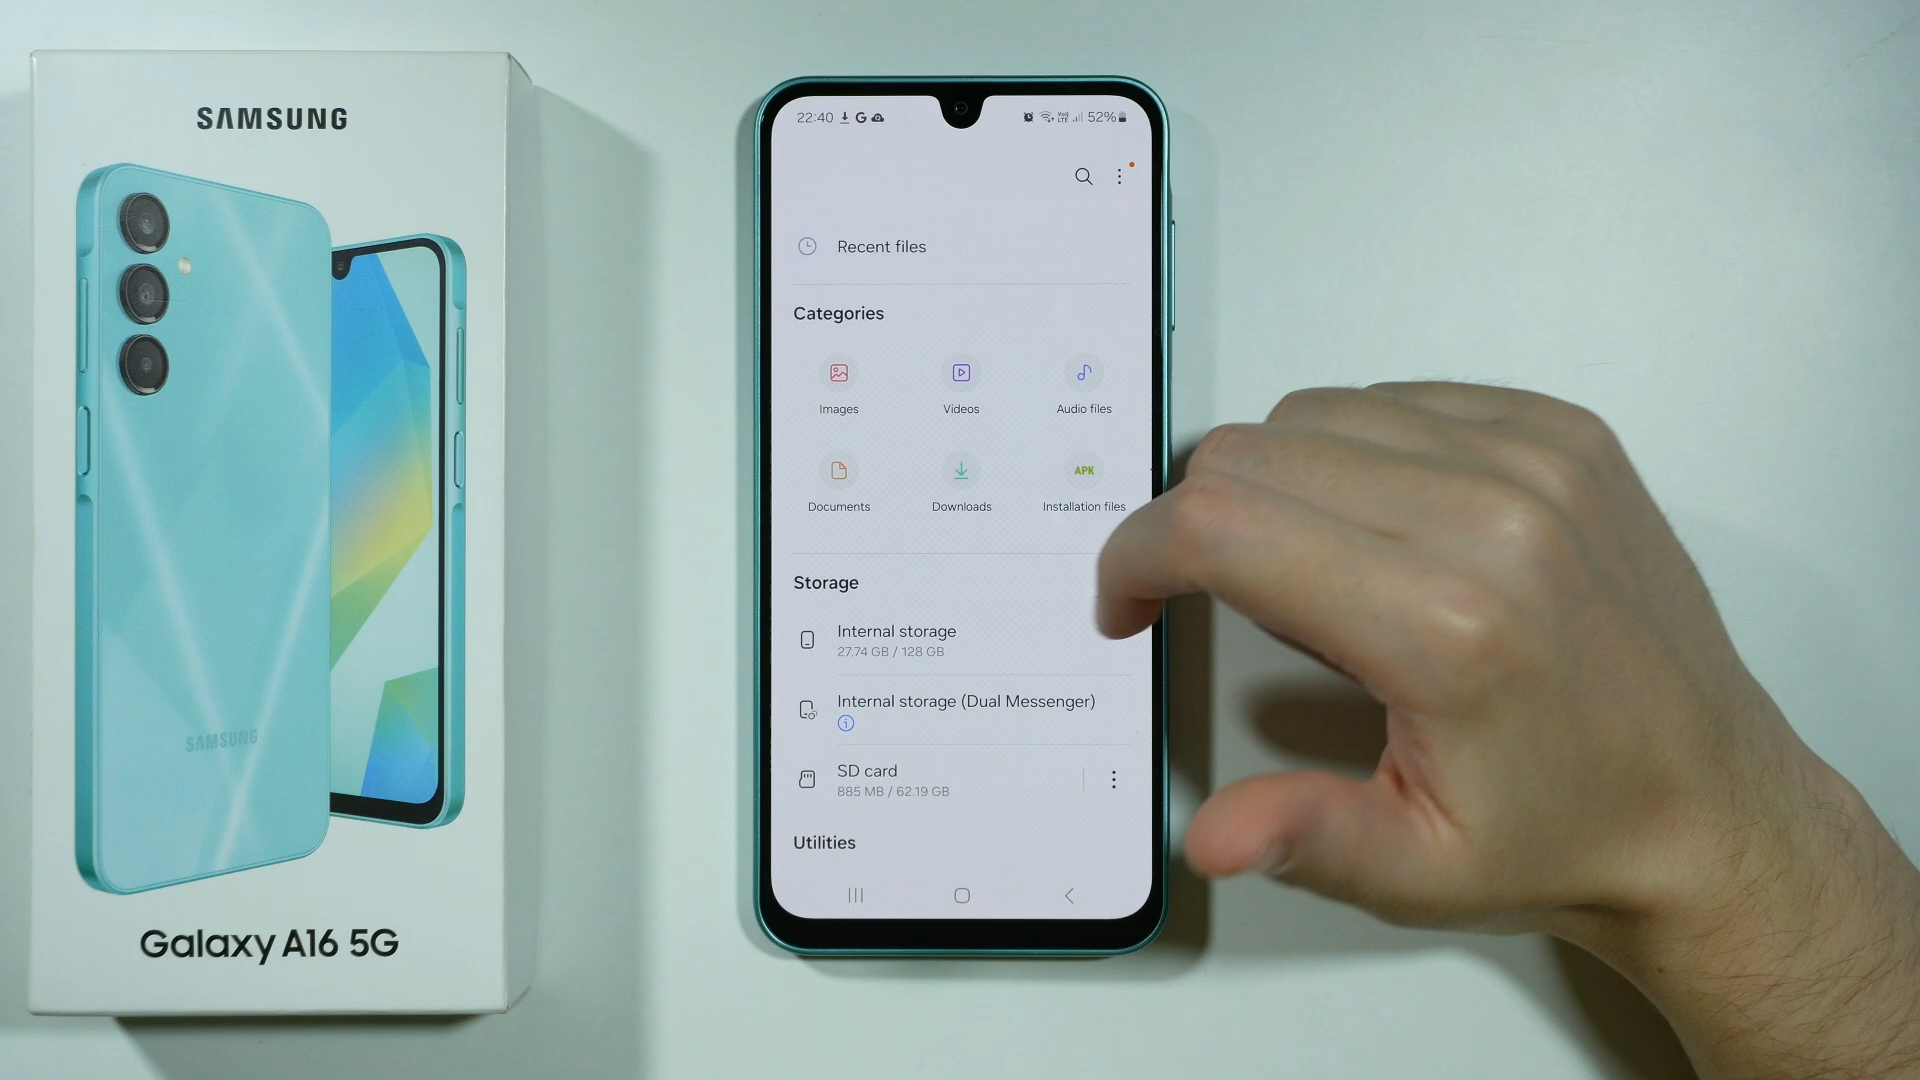 SAMSUNG
SAMSUNG
Galaxy A16 5G
22:40 G
VoLTE 52%
Recent files
Categories
Images Videos Audio files
APK
Documents Downloads Installation files
Storage
Internal storage
27.74 GB / 128 GB
Internal storage (Dual Messenger)
SD card
885 MB / 62.19 GB
Utilities